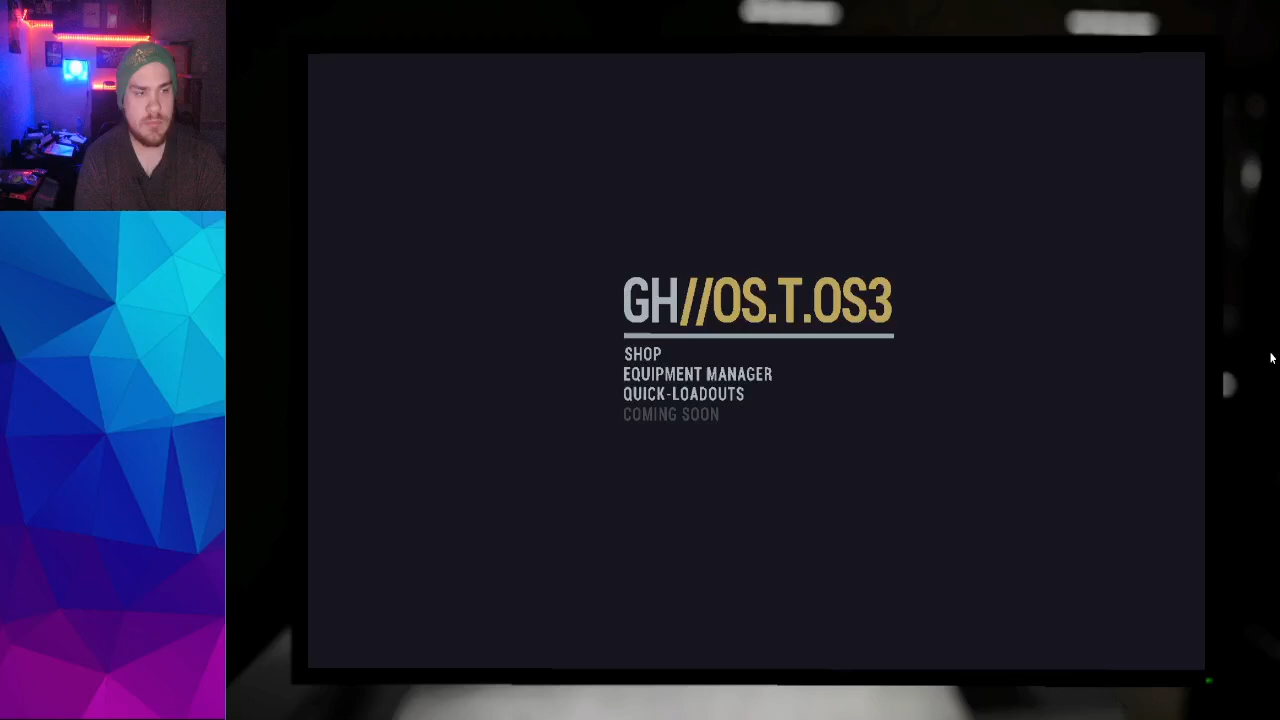 GH//OS.T.OS3
SHOP
EQUIPMENT MANAGER
QUICK-LOADOUTS
COMING SOON